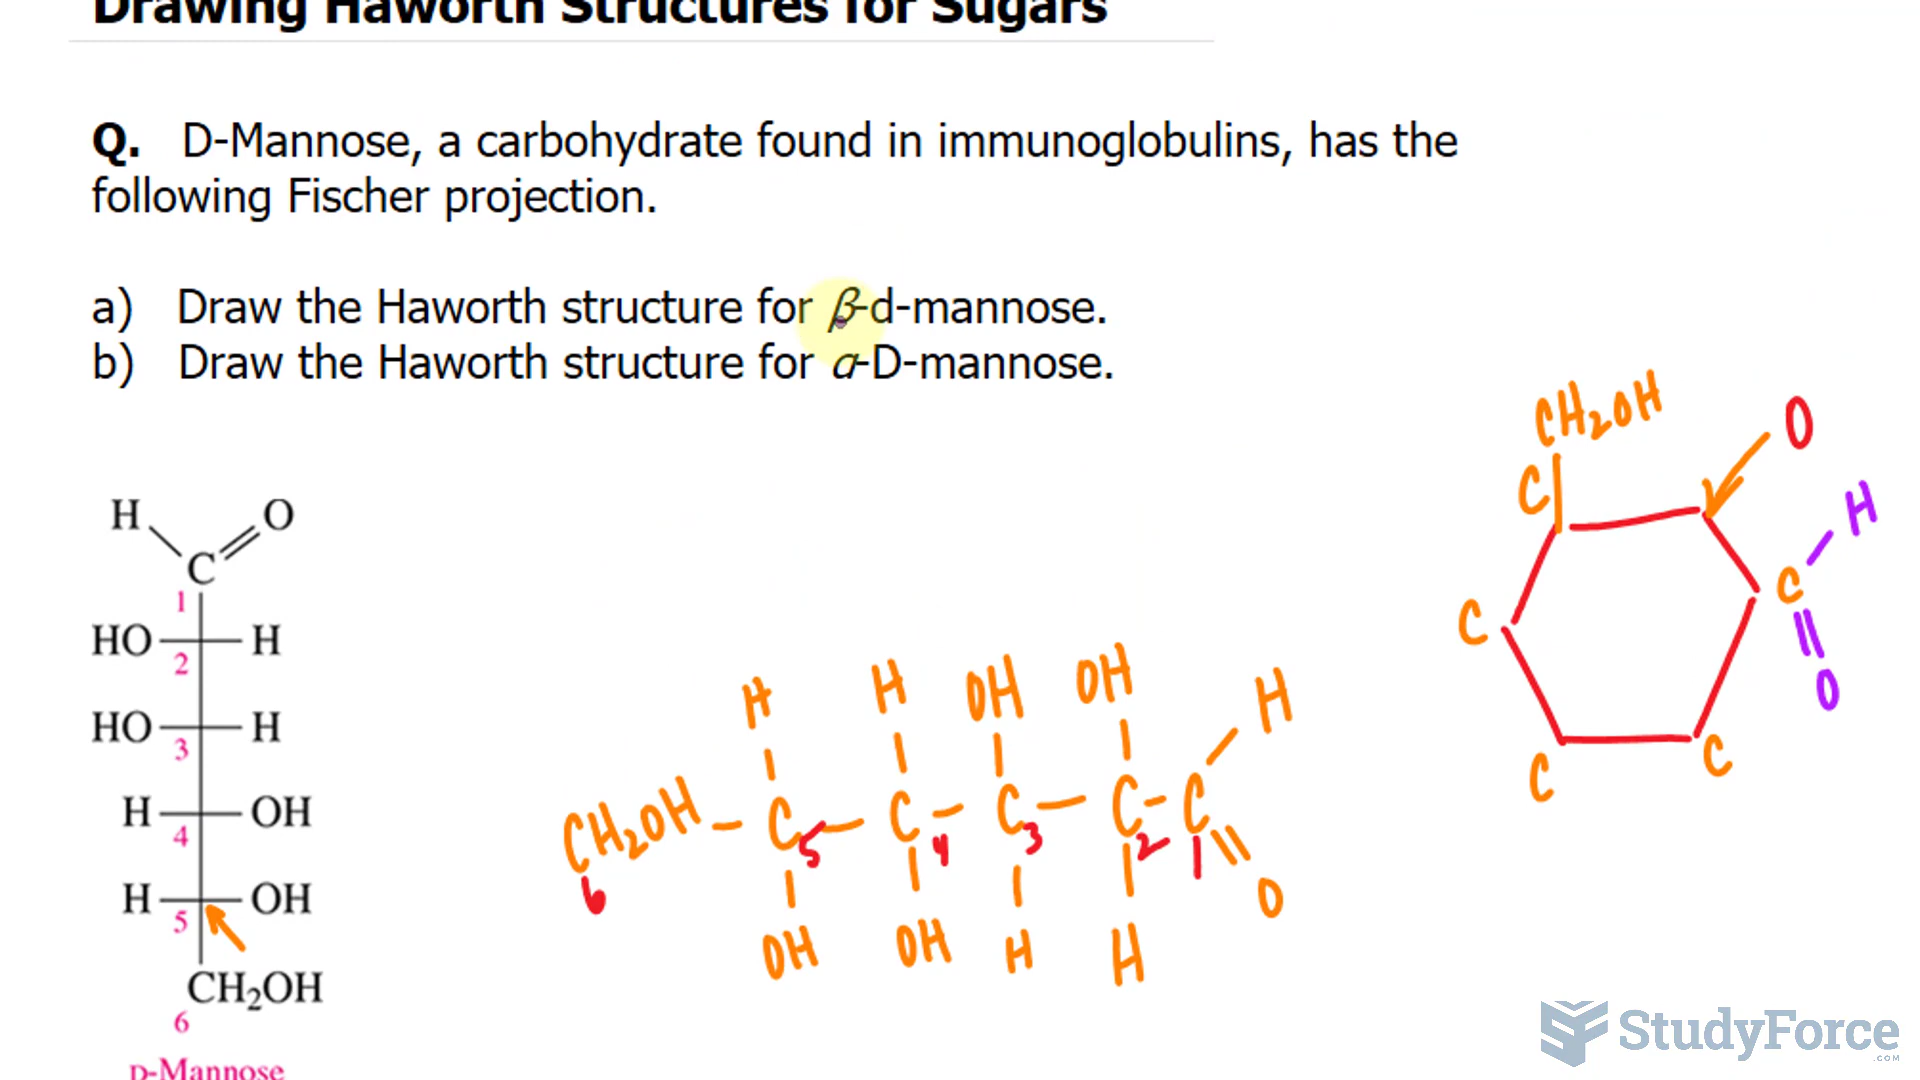 Drawing Haworth Structures for Sugars
Q. D-Mannose, a carbohydrate found in immunoglobulins, has the
following Fischer projection.
a) Draw the Haworth structure for β-d-mannose.
b) Draw the Haworth structure for α-D-mannose.
H O
C
1
HO H
2
HO H
3
H OH
4
H OH
5
CH₂OH
6
D-Mannose
H H OH OH H
CH₂OH - C - C - C - C - C
6 5 4 3 2 1
OH OH H H O
CH₂OH O
C H
C C
O
C C
StudyForce
.COM